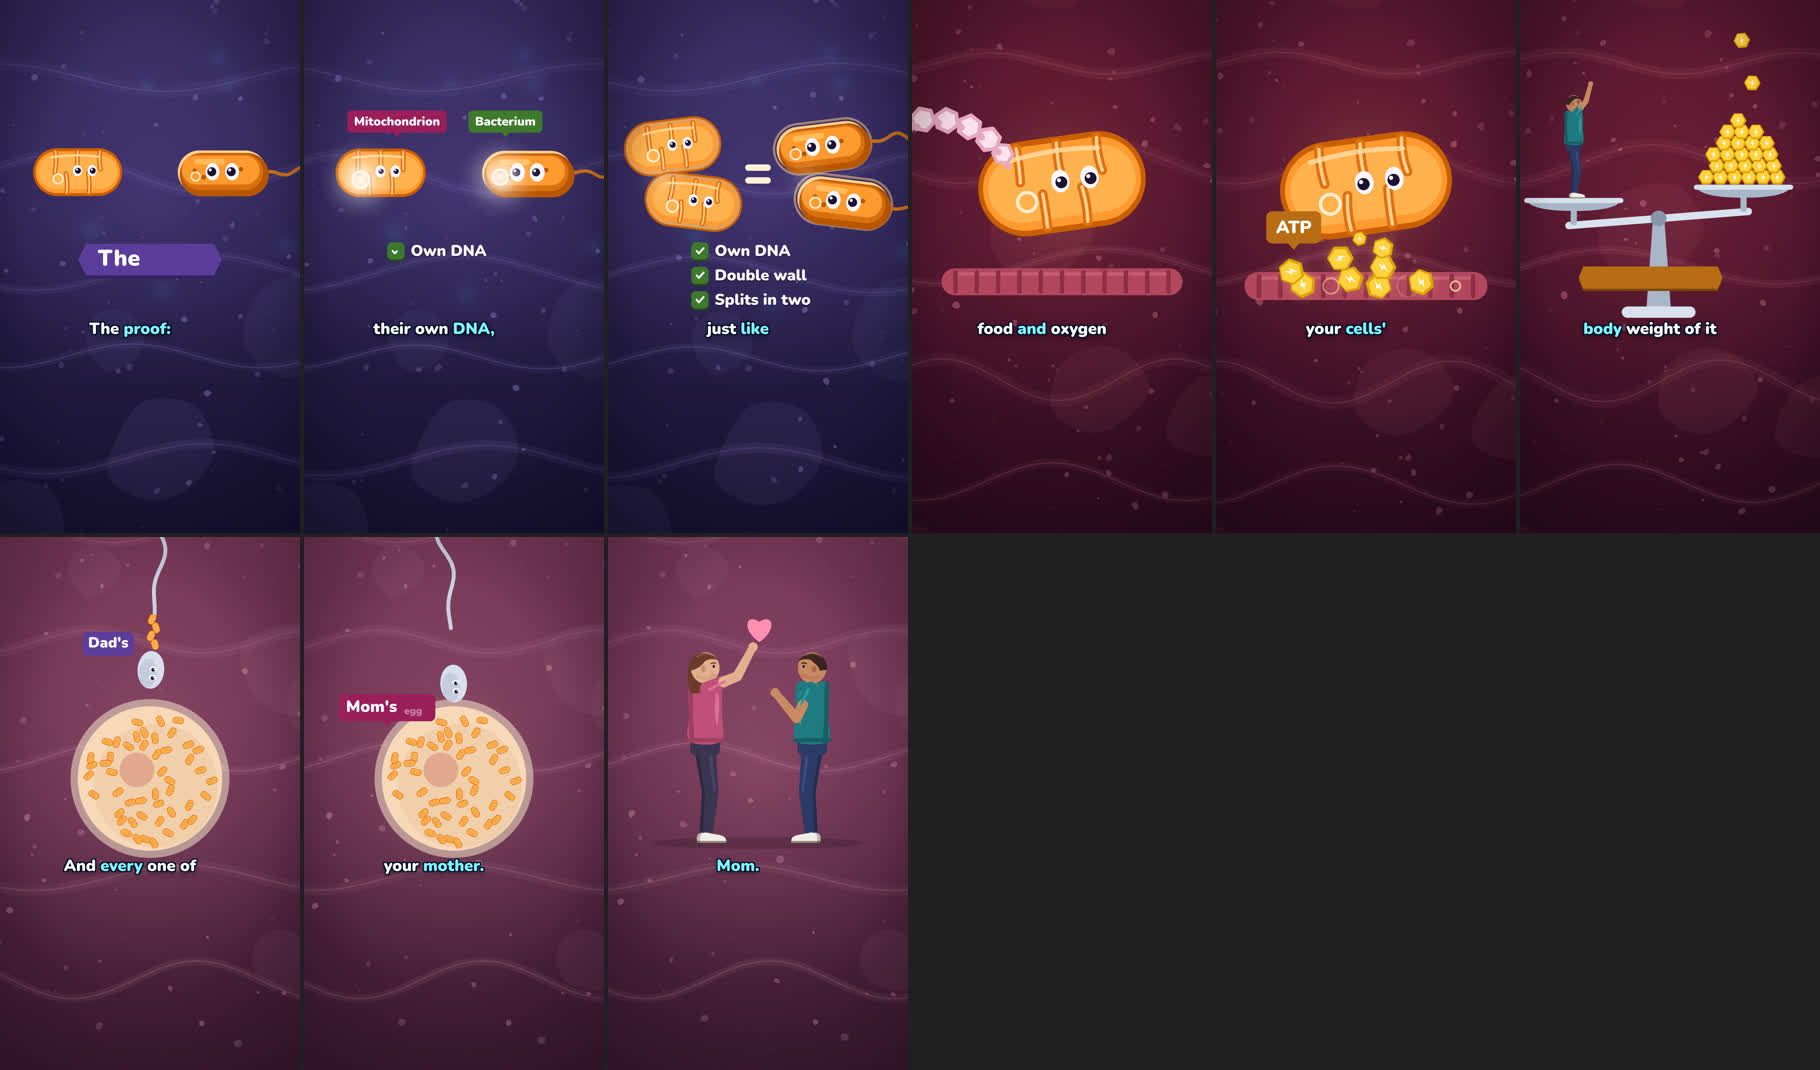 The
The proof:
Mitochondrion
Bacterium
Own DNA
their own DNA,
Own DNA
Double wall
Splits in two
just like
food and oxygen
ATP
your cells'
body weight of it
Dad's
And every one of
Mom's egg
your mother.
Mom.